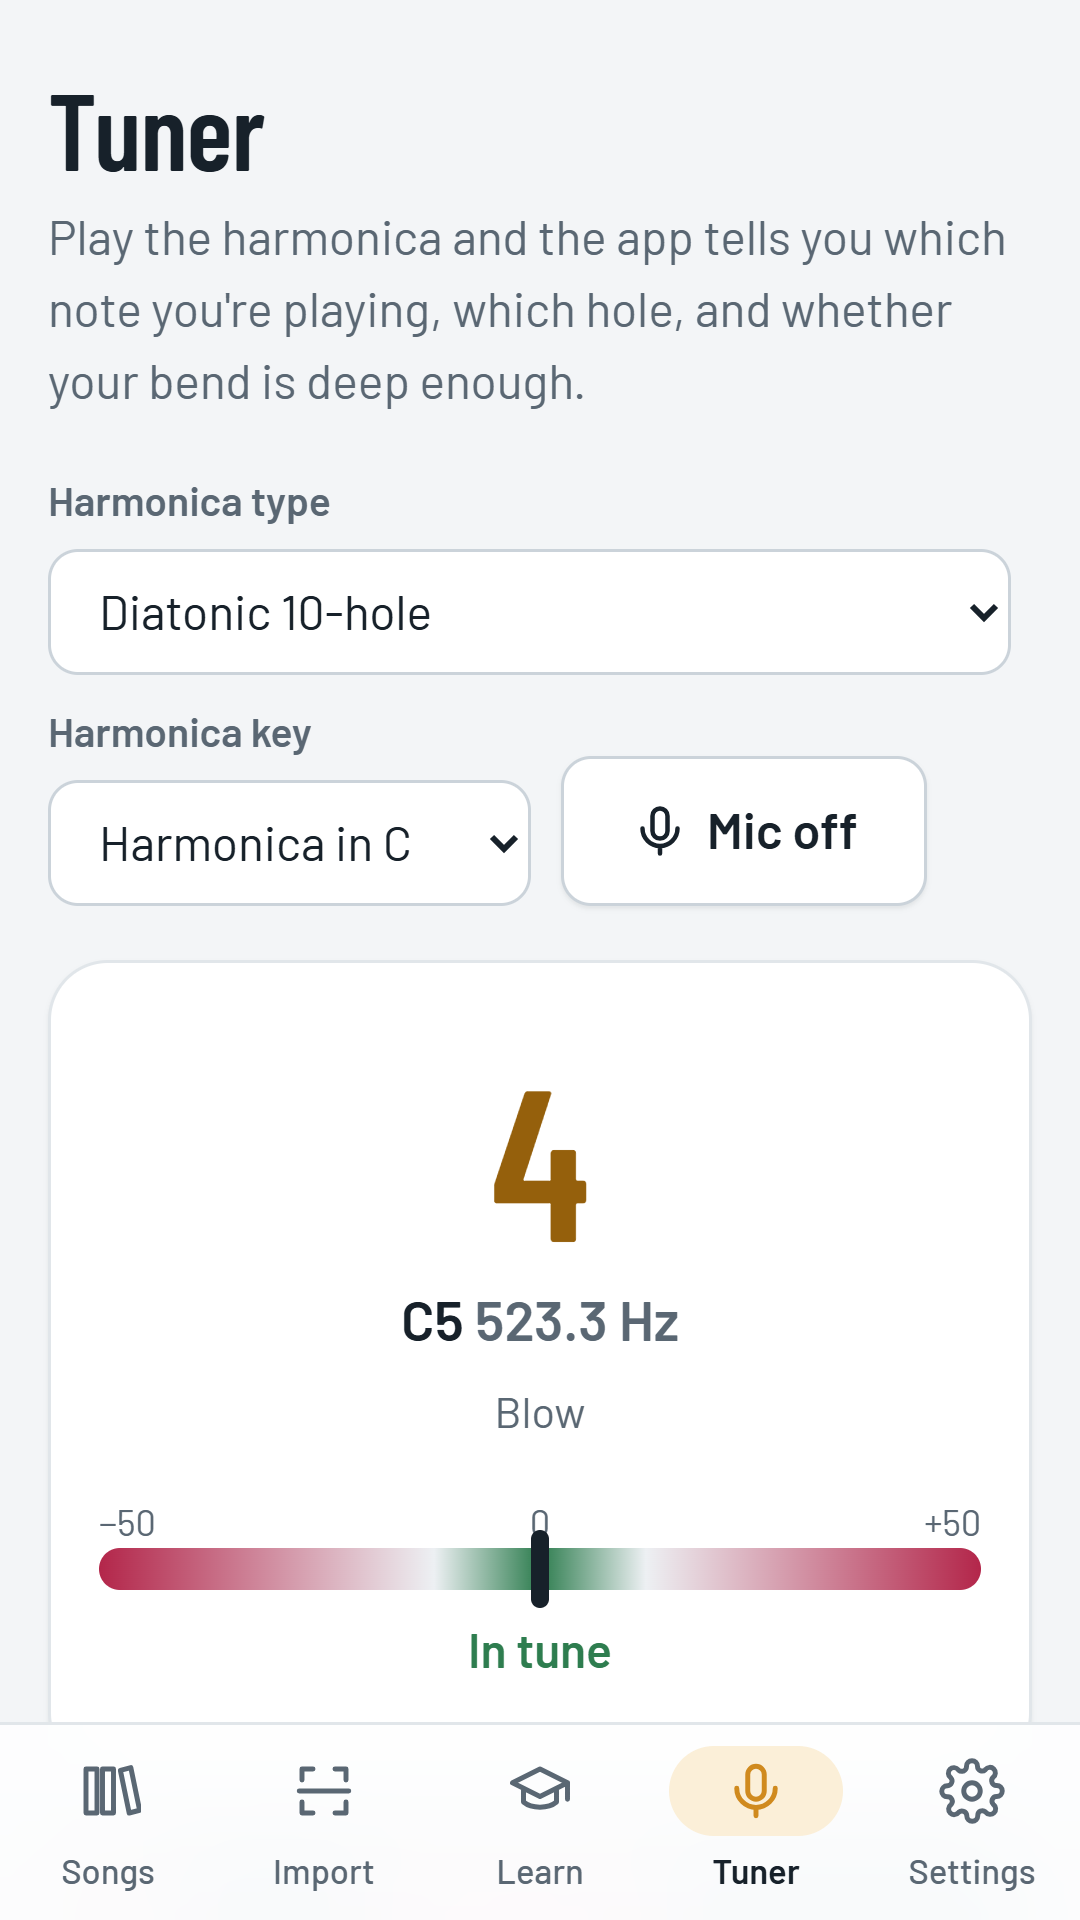 Tuner
Play the harmonica and the app tells you which
note you're playing, which hole, and whether
your bend is deep enough.
Harmonica type
Diatonic 10-hole
Harmonica key
Harmonica in C
Mic off
4
C5 523.3 Hz
Blow
−50 0 +50
In tune
Songs Import Learn Tuner Settings